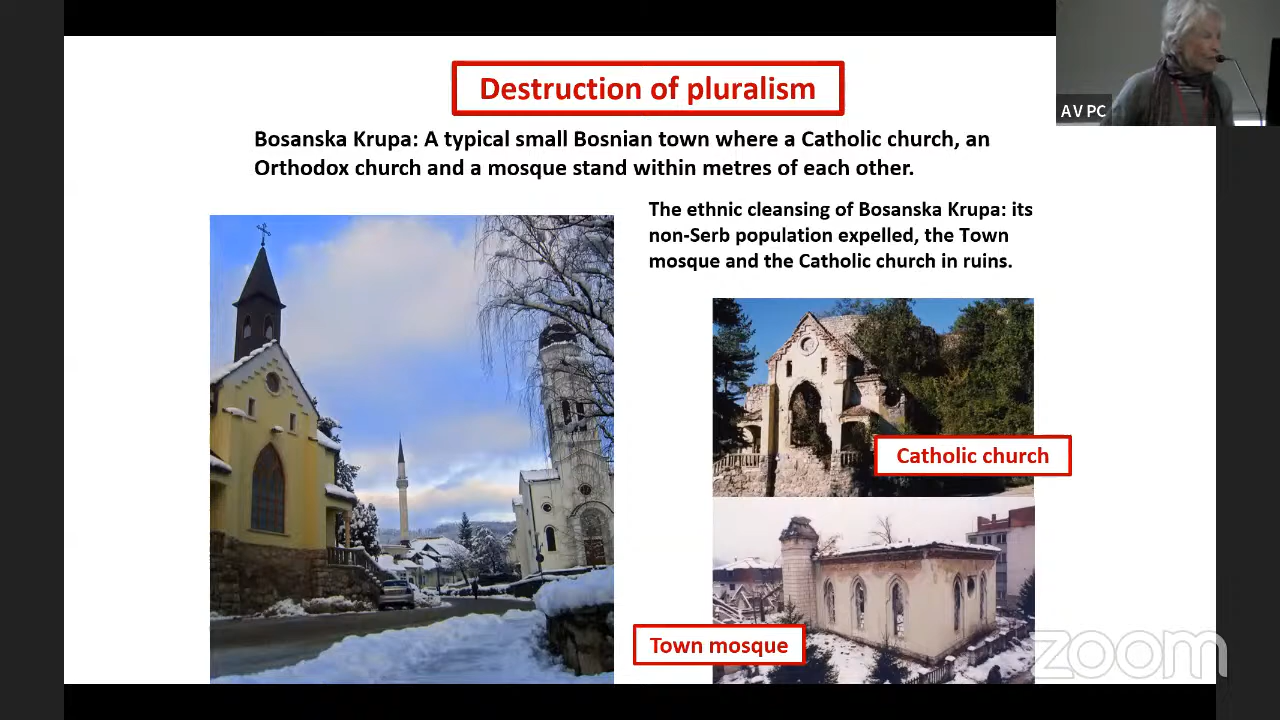 Destruction of pluralism
A V PC
Bosanska Krupa: A typical small Bosnian town where a Catholic church, an
Orthodox church and a mosque stand within metres of each other.
The ethnic cleansing of Bosanska Krupa: its
non-Serb population expelled, the Town
mosque and the Catholic church in ruins.
Catholic church
Town mosque
zoom